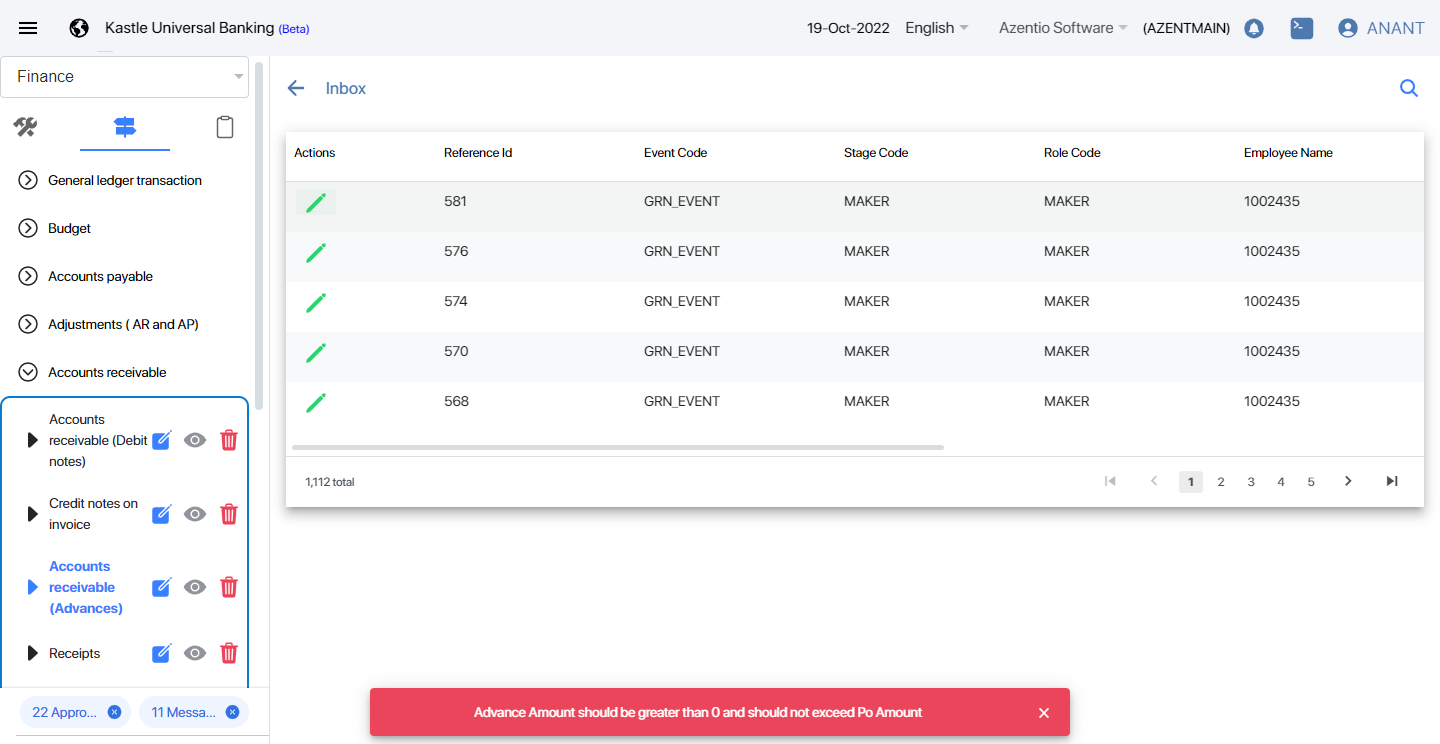 Kastle Universal Banking (Beta)
19-Oct-2022 English Azentio Software (AZENTMAIN) ANANT
Finance
Inbox
General ledger transaction
Budget
Accounts payable
Adjustments ( AR and AP)
Accounts receivable
Accounts
receivable (Debit
notes)
Credit notes on
invoice
Accounts
receivable
(Advances)
Receipts
22 Appro... 11 Messa...
Actions Reference Id Event Code Stage Code Role Code Employee Name
581 GRN_EVENT MAKER MAKER 1002435
576 GRN_EVENT MAKER MAKER 1002435
574 GRN_EVENT MAKER MAKER 1002435
570 GRN_EVENT MAKER MAKER 1002435
568 GRN_EVENT MAKER MAKER 1002435
1,112 total 1 2 3 4 5
Advance Amount should be greater than 0 and should not exceed Po Amount